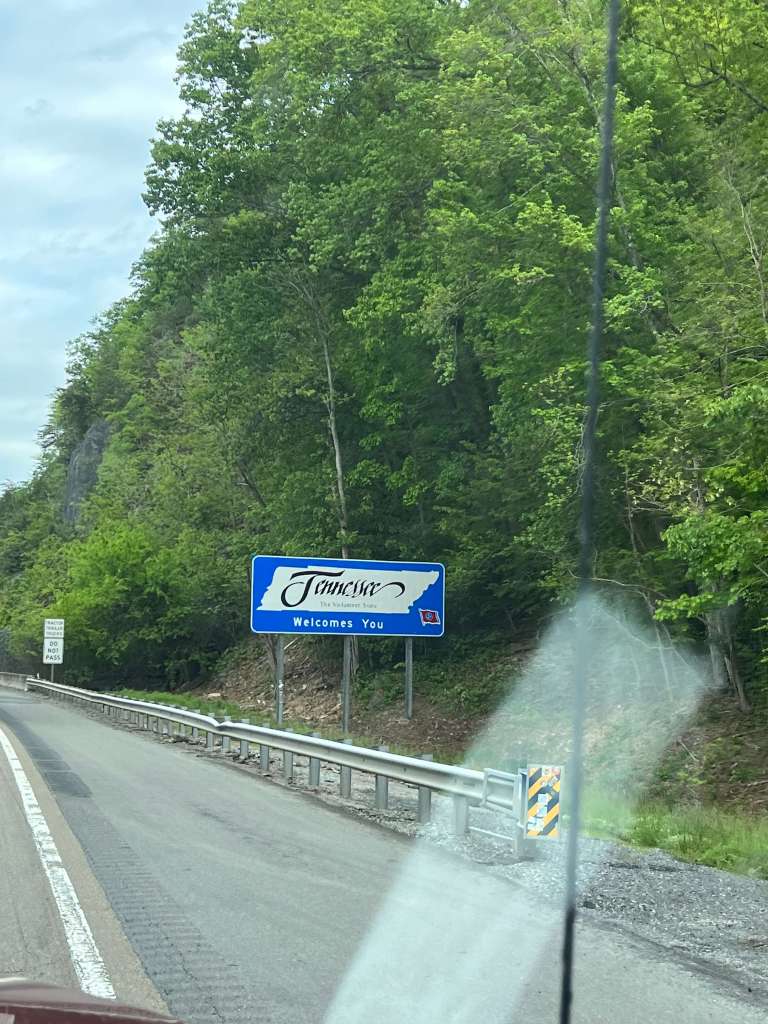 Tennessee
The Volunteer State
Welcomes You
TRACTOR
TRAILER
TRUCKS
DO
NOT
PASS